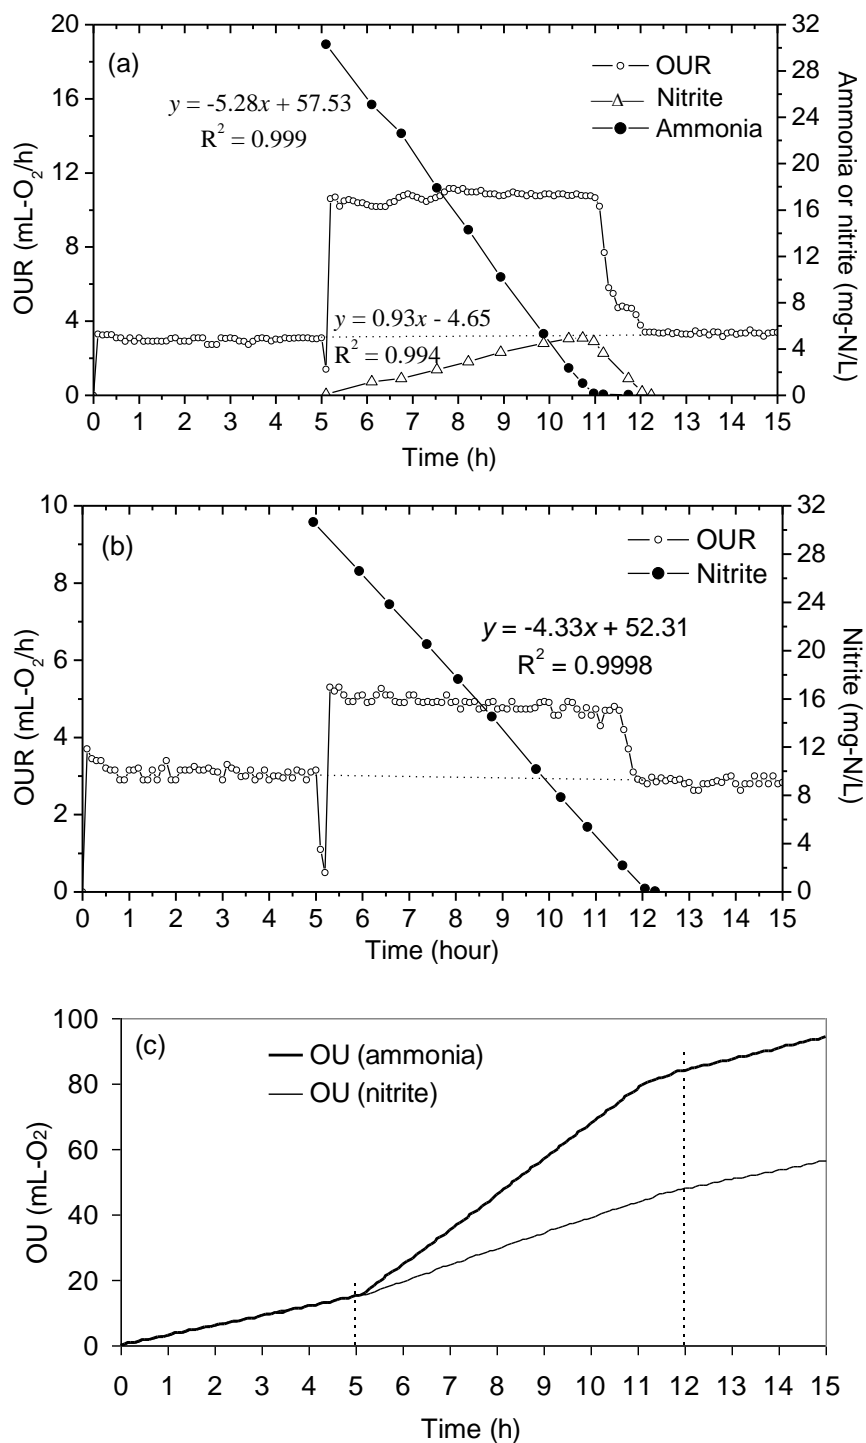 (a)
OUR
Nitrite
Ammonia
y = -5.28x + 57.53
R² = 0.999
y = 0.93x - 4.65
R² = 0.994
20
16
12
8
4
0
OUR (mL-O₂/h)
32
28
24
20
16
12
8
4
0
Ammonia or nitrite (mg-N/L)
0 1 2 3 4 5 6 7 8 9 10 11 12 13 14 15
Time (h)
(b)
OUR
Nitrite
y = -4.33x + 52.31
R² = 0.9998
10
8
6
4
2
0
OUR (mL-O₂/h)
32
28
24
20
16
12
8
4
0
Nitrite (mg-N/L)
0 1 2 3 4 5 6 7 8 9 10 11 12 13 14 15
Time (hour)
(c)
OU (ammonia)
OU (nitrite)
100
80
60
40
20
0
OU (mL-O₂)
0 1 2 3 4 5 6 7 8 9 10 11 12 13 14 15
Time (h)